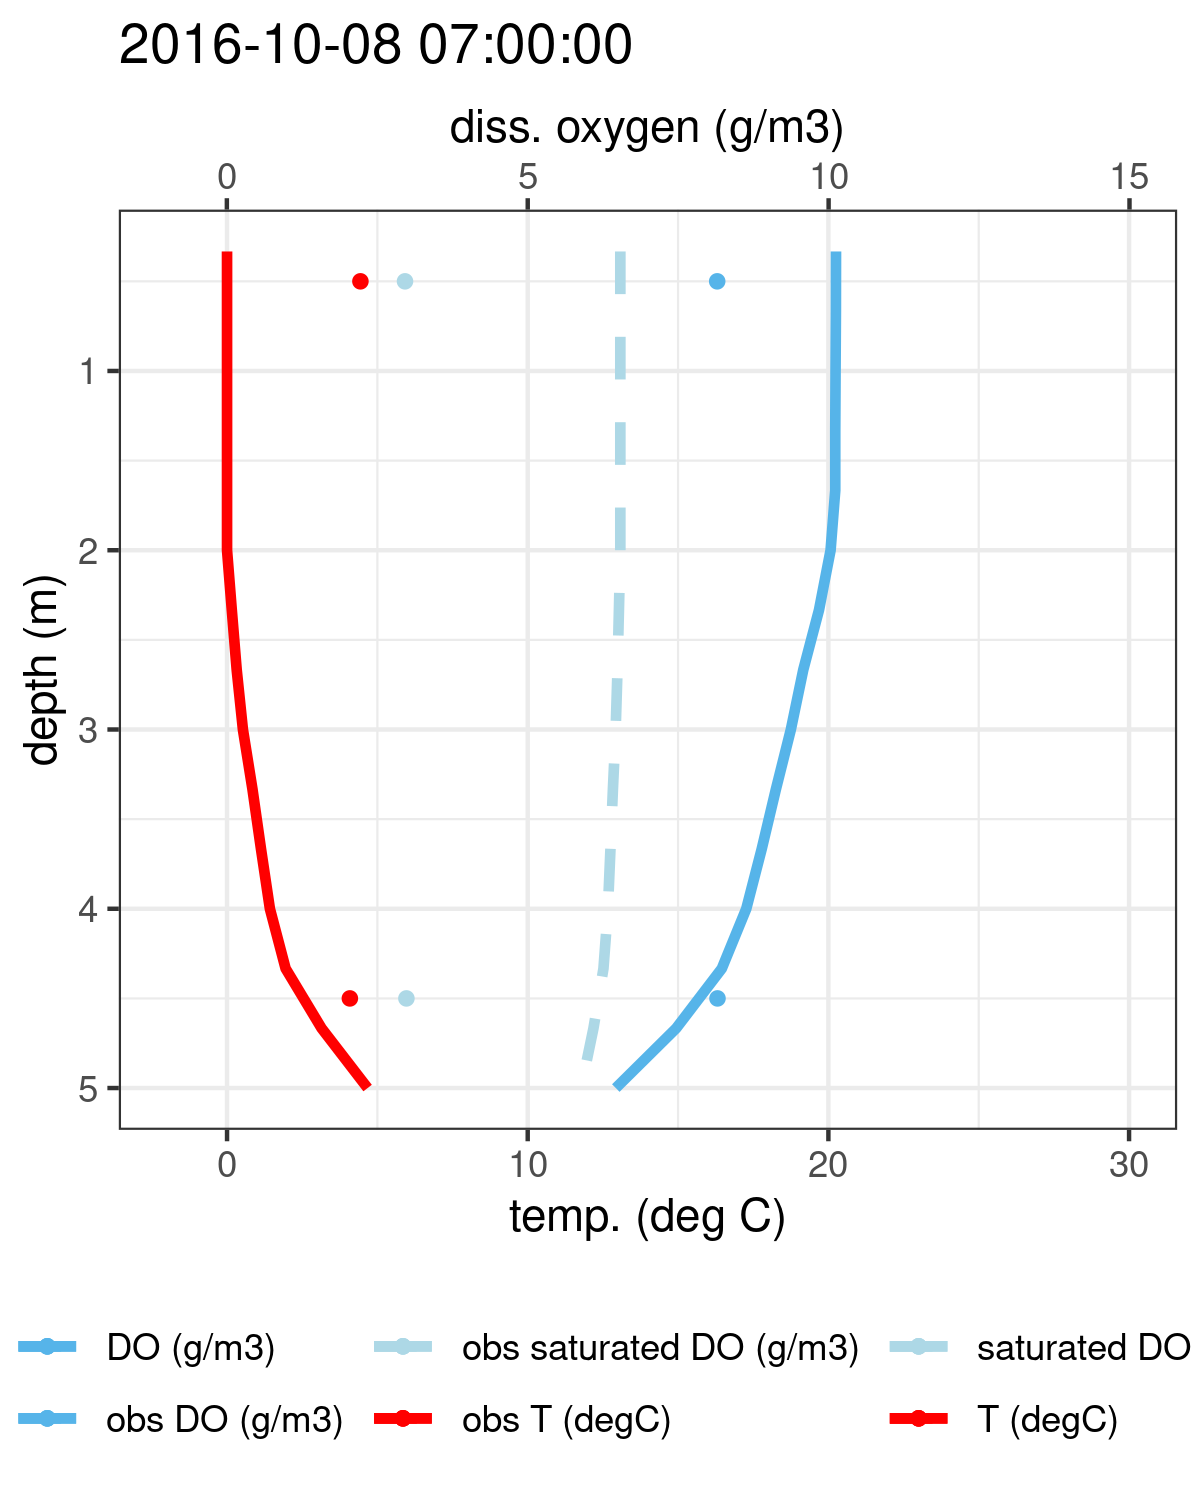 2016-10-08 07:00:00
diss. oxygen (g/m3)
0 5 10 15
depth (m)
1
2
3
4
5
0 10 20 30
temp. (deg C)
DO (g/m3) obs saturated DO (g/m3) saturated DO
obs DO (g/m3) obs T (degC) T (degC)